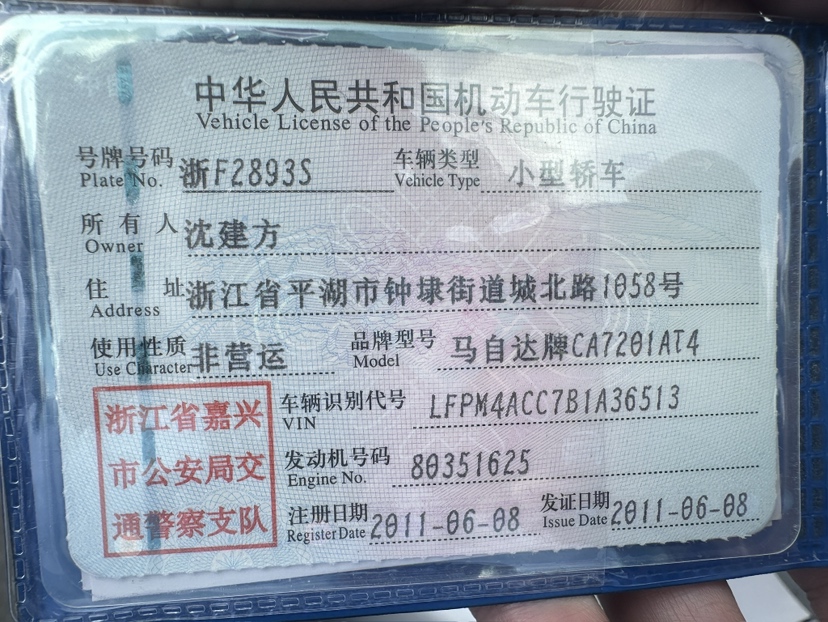 中华人民共和国机动车行驶证
Vehicle License of the People's Republic of China
号牌号码 浙F2893S 车辆类型 小型轿车
Plate No. Vehicle Type
所有人 沈建方
Owner
住址 浙江省平湖市钟埭街道城北路1058号
Address
使用性质 非营运 品牌型号 马自达牌CA7201AT4
Use Character Model
浙江省嘉兴
市公安局交
通警察支队
车辆识别代号 LFPM4ACC7B1A36513
VIN
发动机号码 80351625
Engine No.
注册日期 2011-06-08 发证日期 2011-06-08
Register Date Issue Date